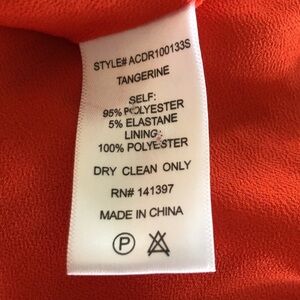 STYLE# ACDR100133S
TANGERINE
SELF:
95% POLYESTER
5% ELASTANE
LINING:
100% POLYESTER
DRY CLEAN ONLY
RN# 141397
MADE IN CHINA
P